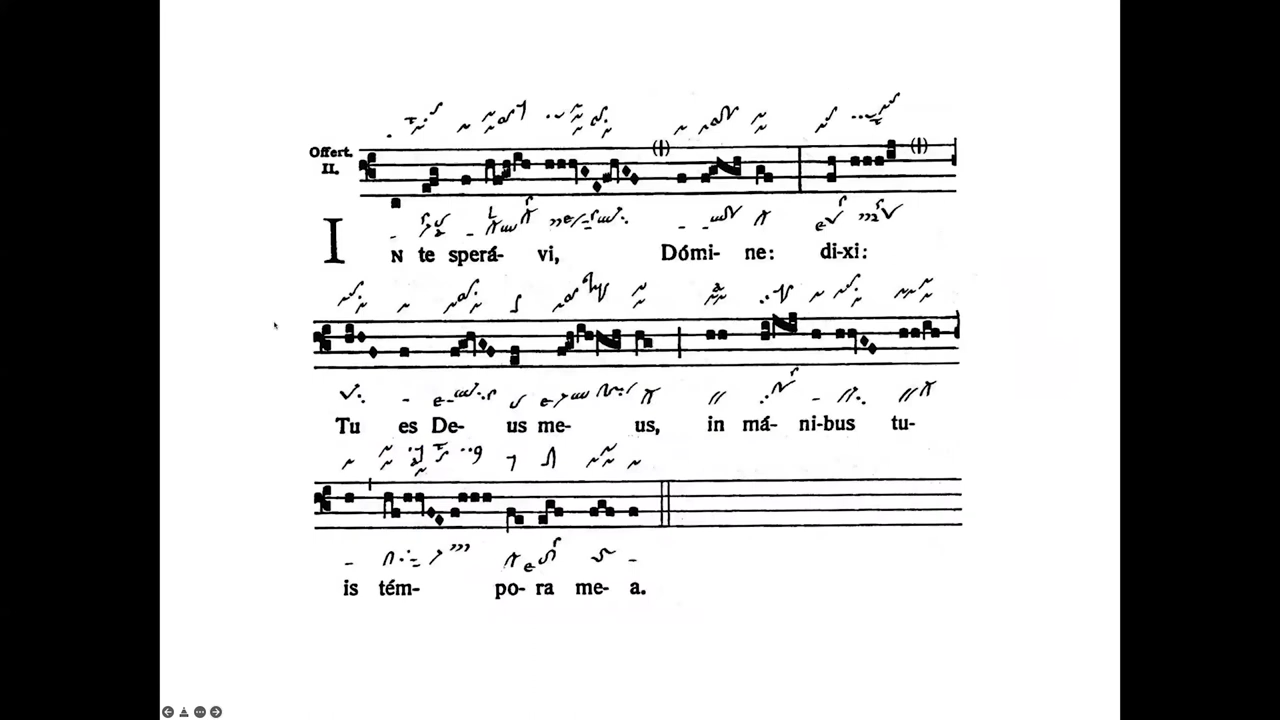 Offert.
II.
IN te sperá- vi, Dómi- ne: di-xi:
Tu es De- us me- us, in má- ni-bus tu-
is tém- po- ra me- a.